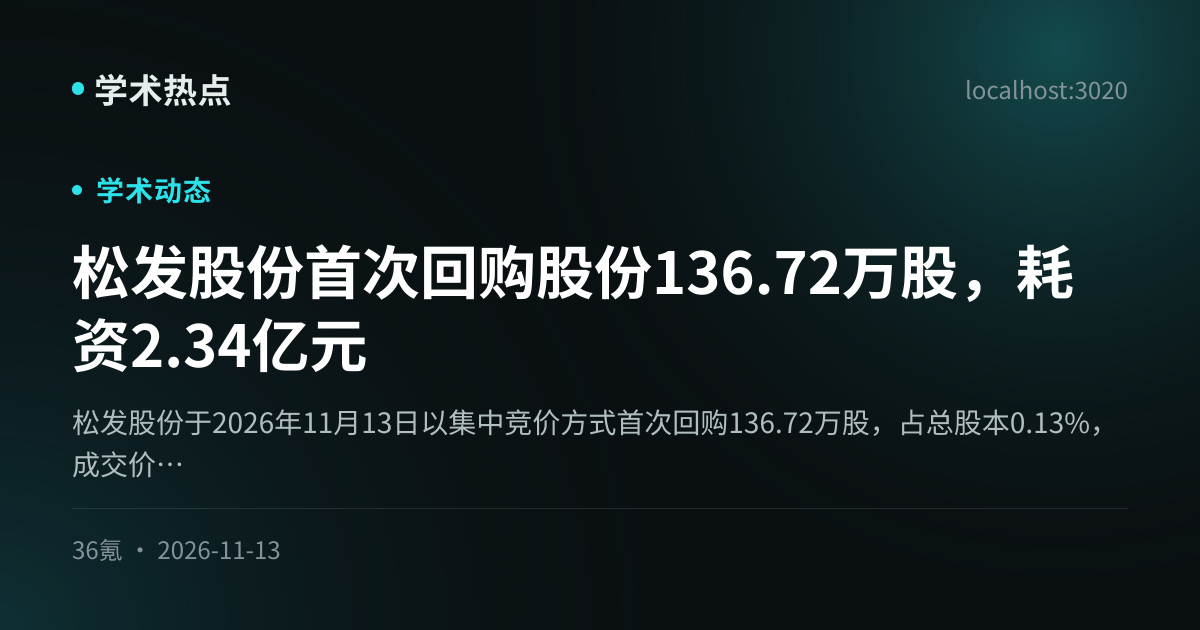 学术热点
localhost:3020
学术动态
松发股份首次回购股份136.72万股，耗
资2.34亿元
松发股份于2026年11月13日以集中竞价方式首次回购136.72万股，占总股本0.13%，
成交价…
36氪 · 2026-11-13